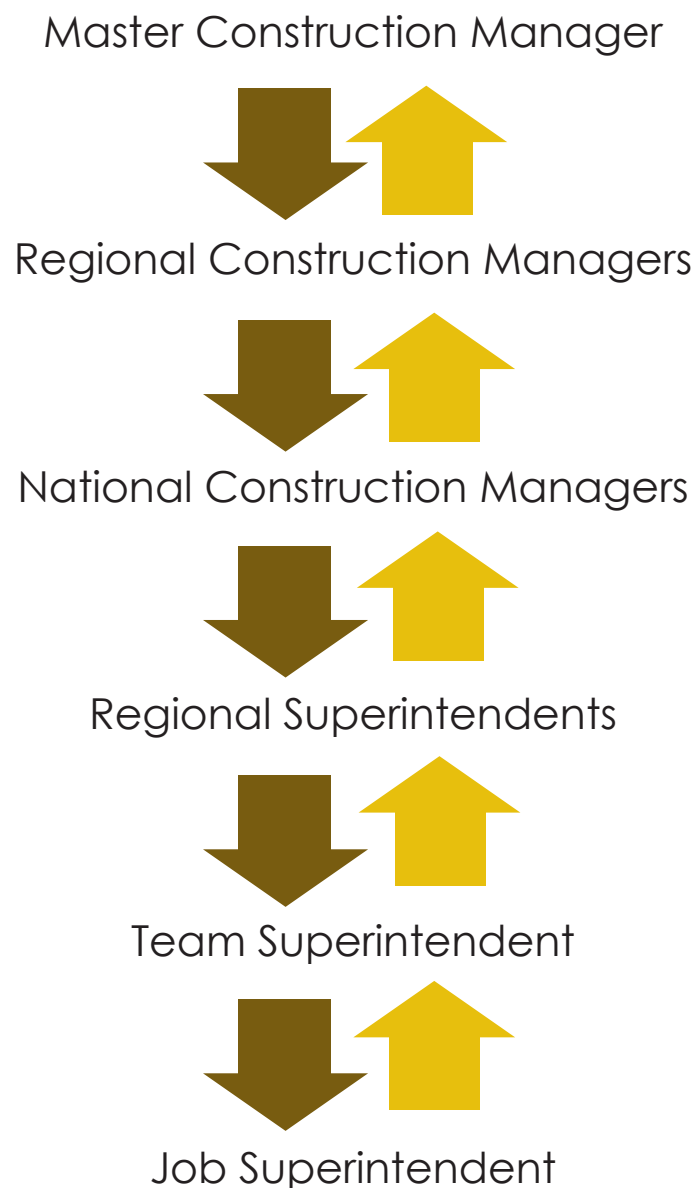 Master Construction Manager
Regional Construction Managers
National Construction Managers
Regional Superintendents
Team Superintendent
Job Superintendent